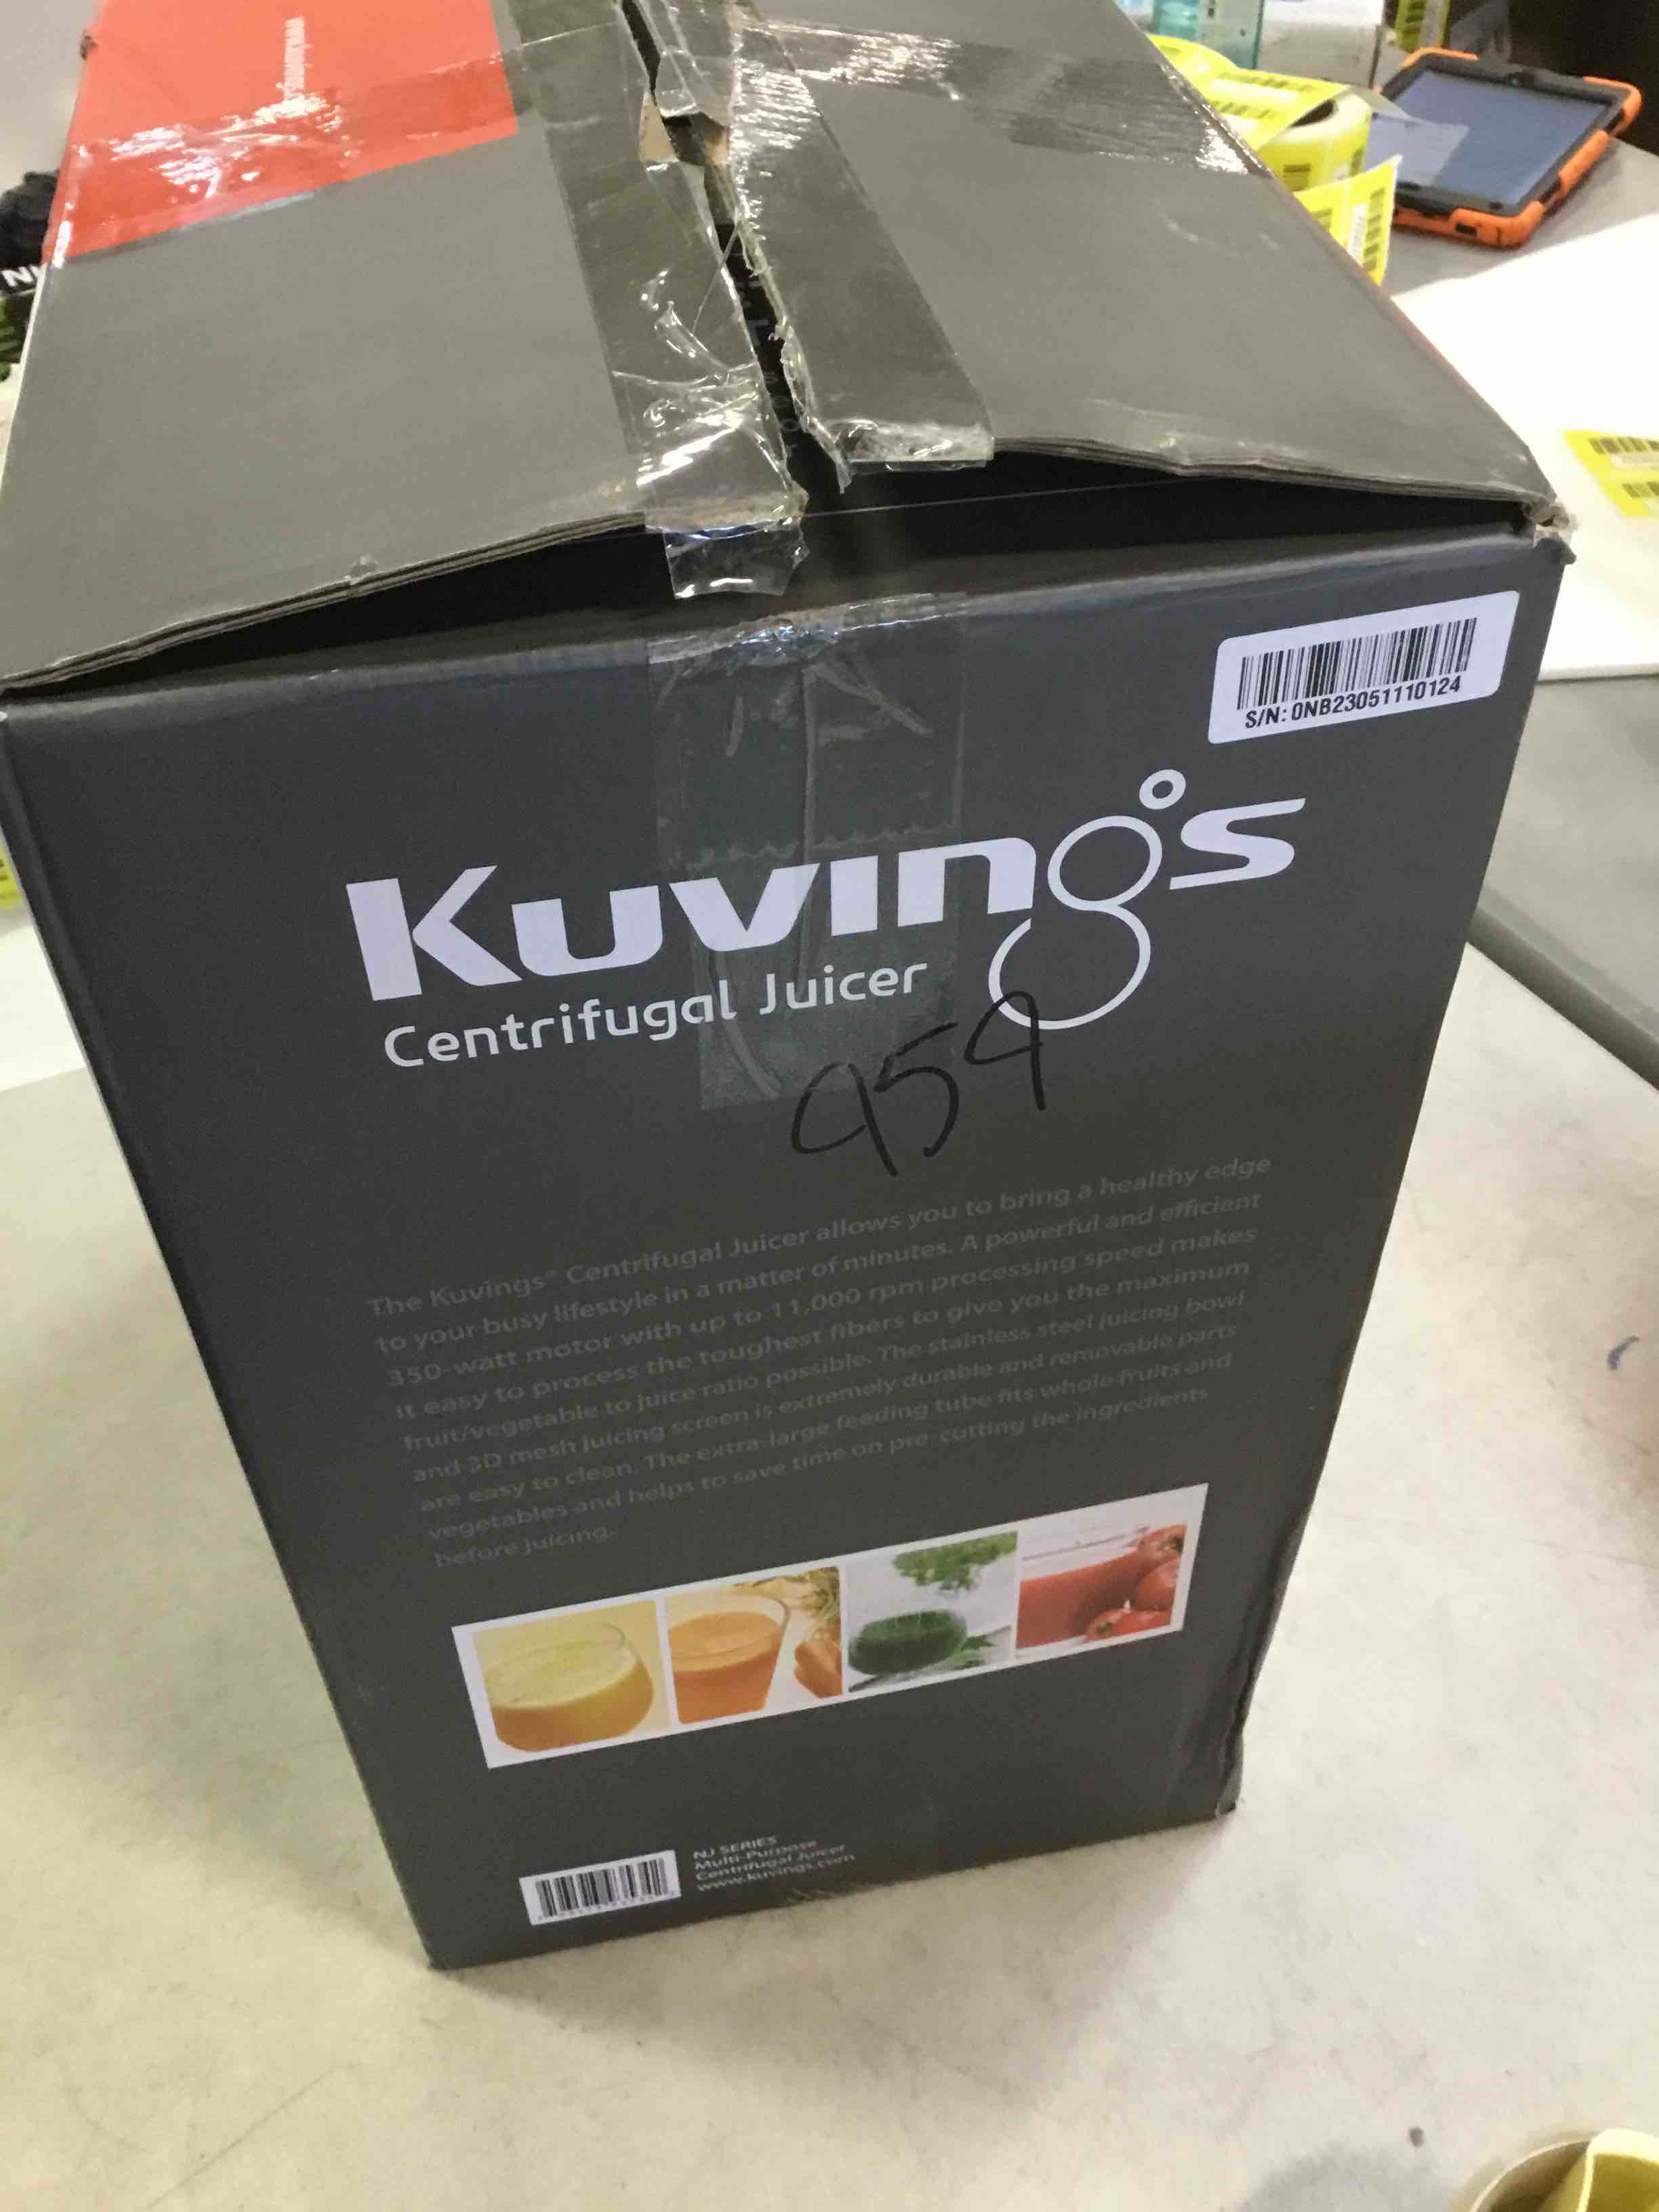 www.kuvings.com
S/N: 0NB23051110124
Kuvings
Centrifugal Juicer
959
The Kuvings® Centrifugal Juicer allows you to bring a healthy edge
to your busy lifestyle in a matter of minutes. A powerful and efficient
350-watt motor with up to 11,000 rpm processing speed makes
it easy to process the toughest fibers to give you the maximum
fruit/vegetable to juice ratio possible. The stainless steel juicing bowl
and 3D mesh juicing screen is extremely durable and removable parts
are easy to clean. The extra-large feeding tube fits whole fruits and
vegetables and helps to save time on pre-cutting the ingredients
before juicing.
NJ SERIES
Multi-Purpose
Centrifugal Juicer
www.kuvings.com